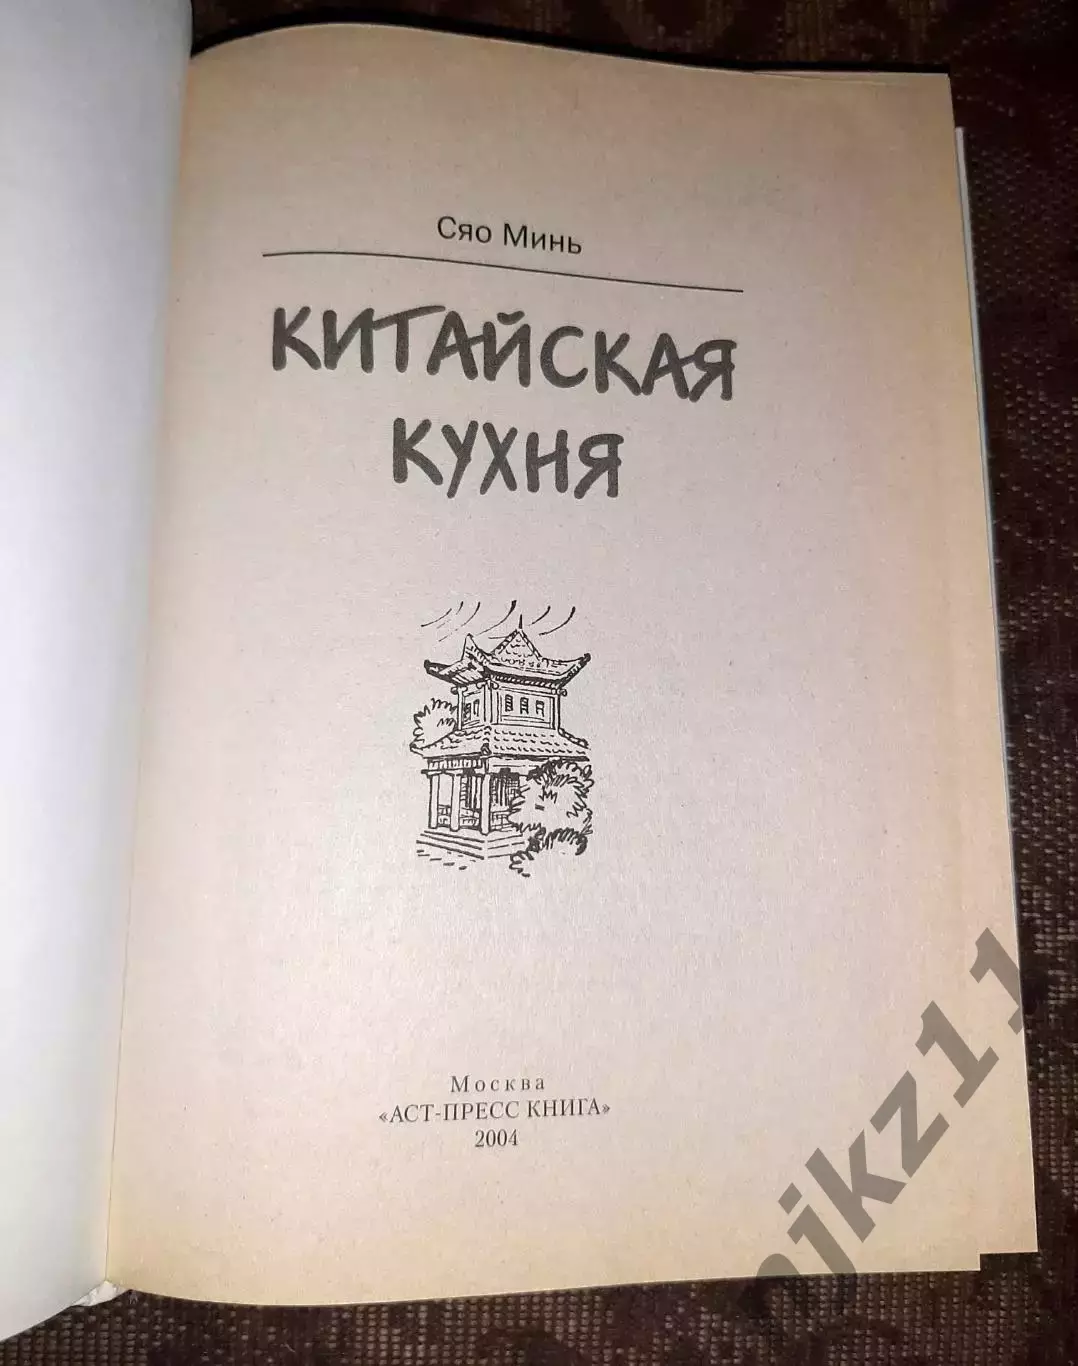 Сяо Минь
КИТАЙСКАЯ
КУХНЯ
Москва
«АСТ-ПРЕСС КНИГА»
2004